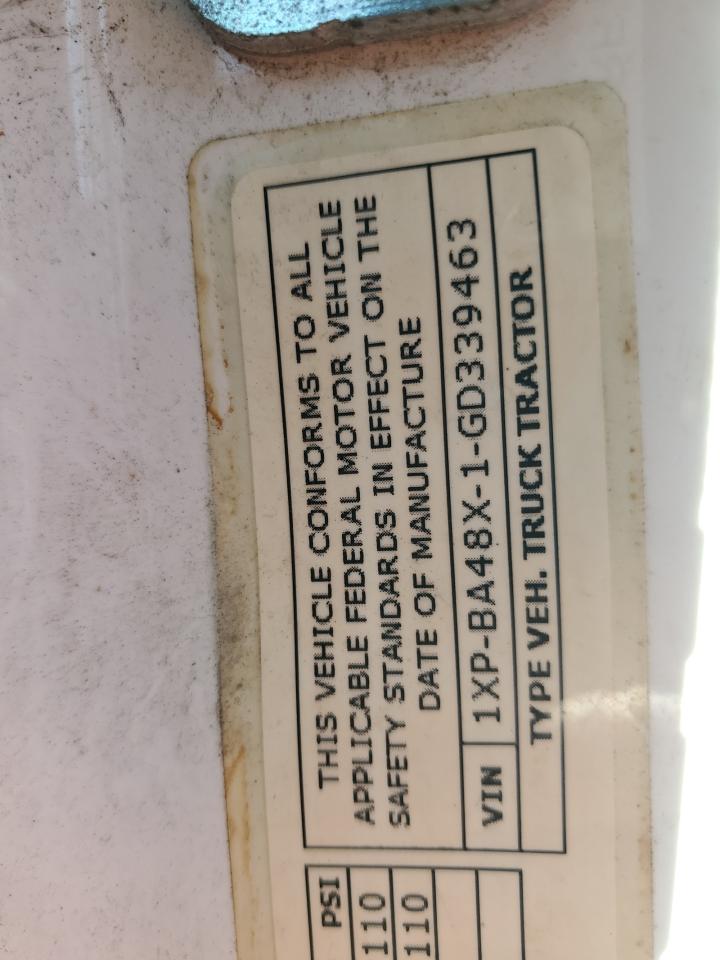 THIS VEHICLE CONFORMS TO ALL
APPLICABLE FEDERAL MOTOR VEHICLE
SAFETY STANDARDS IN EFFECT ON THE
DATE OF MANUFACTURE
VIN 1XP-BA48X-1-GD339463
TYPE VEH. TRUCK TRACTOR
PSI
110
110